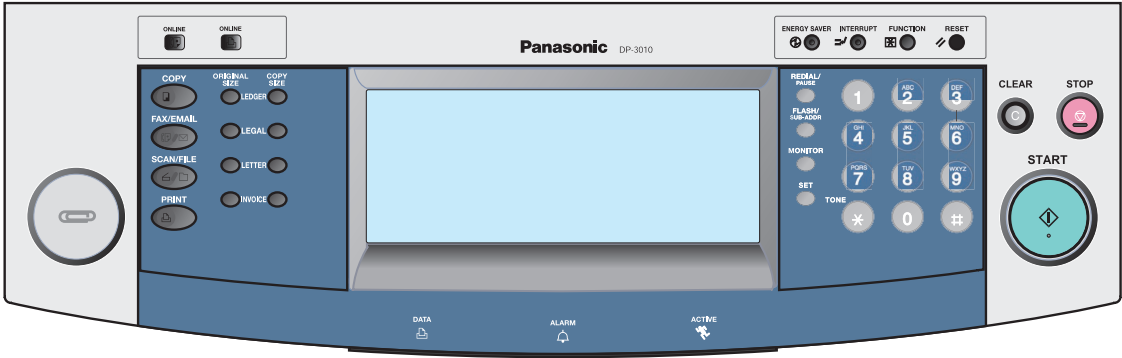 ONLINE
ONLINE
Panasonic DP-3010
ENERGY SAVER
INTERRUPT
FUNCTION
RESET
COPY
FAX/EMAIL
SCAN/FILE
PRINT
ORIGINAL
SIZE
COPY
SIZE
LEDGER
LEGAL
LETTER
INVOICE
REDIAL/
PAUSE
FLASH/
SUB-ADDR
MONITOR
SET
TONE
1
ABC
2
DEF
3
GHI
4
JKL
5
MNO
6
PQRS
7
TUV
8
WXYZ
9
*
0
#
CLEAR
C
STOP
START
DATA
ALARM
ACTIVE